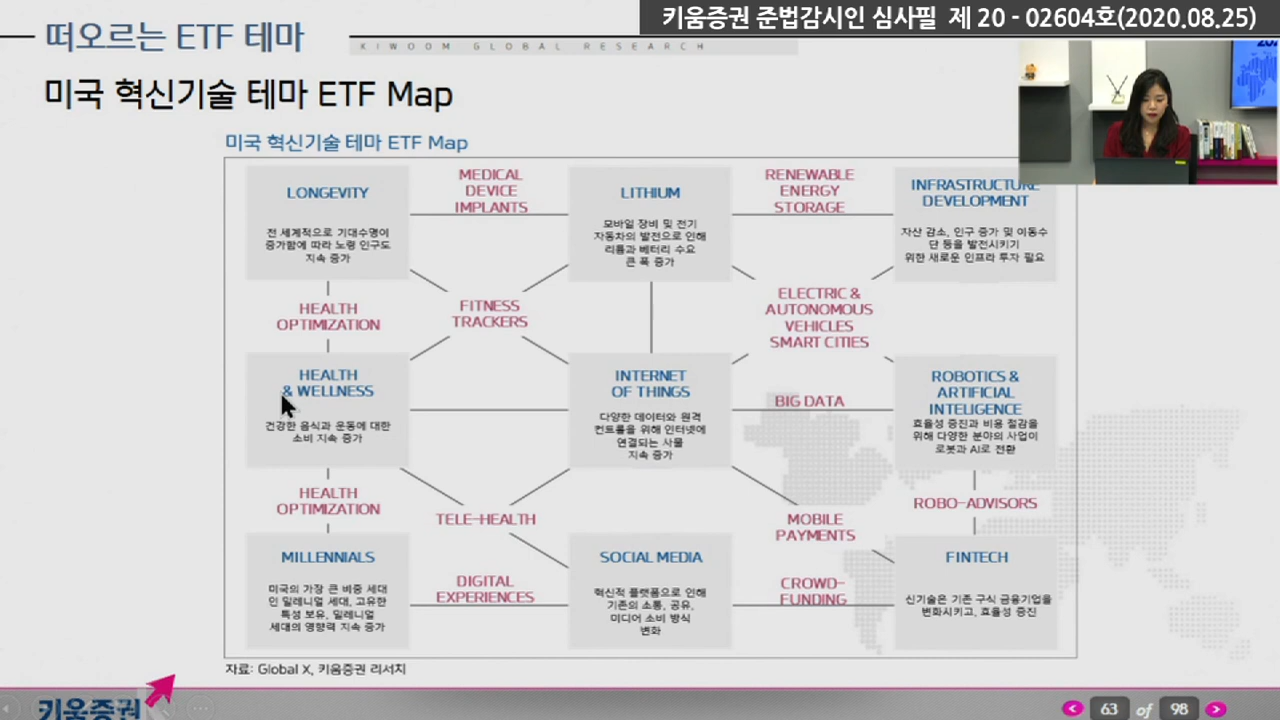 키움증권 준법감시인 심사필 제 20 - 02604호(2020.08.25)
떠오르는 ETF 테마
KIWOOM GLOBAL RESEARCH
미국 혁신기술 테마 ETF Map
미국 혁신기술 테마 ETF Map
LONGEVITY
전 세계적으로 기대수명이
증가함에 따라 노령 인구도
지속 증가
MEDICAL
DEVICE
IMPLANTS
LITHIUM
모바일 장비 및 전기
자동차의 발전으로 인해
리튬과 베터리 수요
큰 폭 증가
RENEWABLE
ENERGY
STORAGE
INFRASTRUCTURE
DEVELOPMENT
자산 감소, 인구 증가 및 이동수
단 등을 발전시키기
위한 새로운 인프라 투자 필요
HEALTH
OPTIMIZATION
FITNESS
TRACKERS
ELECTRIC &
AUTONOMOUS
VEHICLES
SMART CITIES
HEALTH
& WELLNESS
건강한 음식과 운동에 대한
소비 지속 증가
INTERNET
OF THINGS
다양한 데이터와 원격
컨트롤을 위해 인터넷에
연결되는 사물
지속 증가
BIG DATA
ROBOTICS &
ARTIFICIAL
INTELIGENCE
효율성 증진과 비용 절감을
위해 다양한 분야의 사업이
로봇과 AI로 전환
HEALTH
OPTIMIZATION
TELE-HEALTH
MOBILE
PAYMENTS
ROBO-ADVISORS
MILLENNIALS
미국의 가장 큰 비중 세대
인 밀레니얼 세대, 고유한
특성 보유, 밀레니얼
세대의 영향력 지속 증가
DIGITAL
EXPERIENCES
SOCIAL MEDIA
혁신적 플랫폼으로 인해
기존의 소통, 공유,
미디어 소비 방식
변화
CROWD-
FUNDING
FINTECH
신기술은 기존 구식 금융기업을
변화시키고, 효율성 증진
자료: Global X, 키움증권 리서치
키움증권
63 of 98